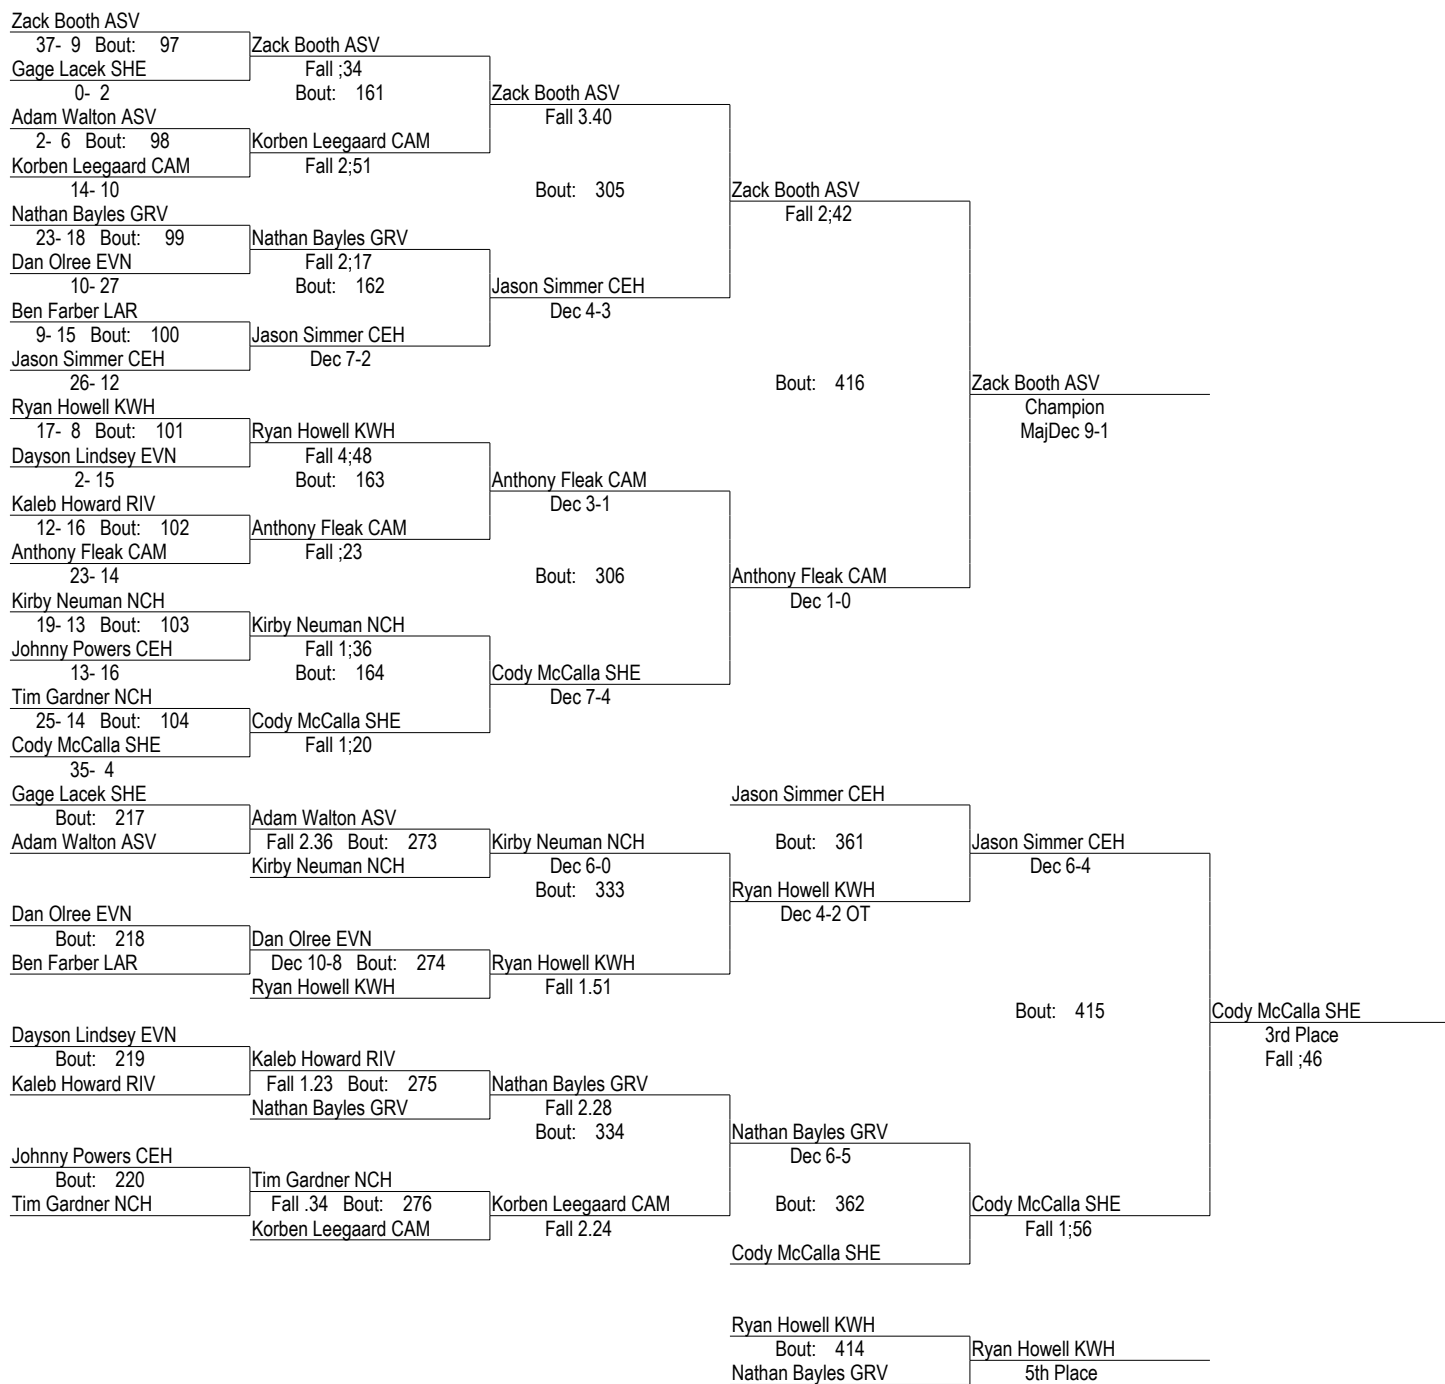 Zack Booth ASV
37- 9 Bout: 97 Zack Booth ASV
Gage Lacek SHE Fall ;34
0- 2 Bout: 161 Zack Booth ASV
Adam Walton ASV Fall 3.40
2- 6 Bout: 98 Korben Leegaard CAM
Korben Leegaard CAM Fall 2;51
14- 10 Bout: 305 Zack Booth ASV
Nathan Bayles GRV Fall 2;42
23- 18 Bout: 99 Nathan Bayles GRV
Dan Olree EVN Fall 2;17
10- 27 Bout: 162 Jason Simmer CEH
Ben Farber LAR Dec 4-3
9- 15 Bout: 100 Jason Simmer CEH
Jason Simmer CEH Dec 7-2
26- 12 Bout: 416 Zack Booth ASV
Ryan Howell KWH Champion
17- 8 Bout: 101 Ryan Howell KWH MajDec 9-1
Dayson Lindsey EVN Fall 4;48
2- 15 Bout: 163 Anthony Fleak CAM
Kaleb Howard RIV Dec 3-1
12- 16 Bout: 102 Anthony Fleak CAM
Anthony Fleak CAM Fall ;23
23- 14 Bout: 306 Anthony Fleak CAM
Kirby Neuman NCH Dec 1-0
19- 13 Bout: 103 Kirby Neuman NCH
Johnny Powers CEH Fall 1;36
13- 16 Bout: 164 Cody McCalla SHE
Tim Gardner NCH Dec 7-4
25- 14 Bout: 104 Cody McCalla SHE
Cody McCalla SHE Fall 1;20
35- 4
Gage Lacek SHE Jason Simmer CEH
Bout: 217 Adam Walton ASV
Adam Walton ASV Fall 2.36 Bout: 273 Kirby Neuman NCH Bout: 361 Jason Simmer CEH
Kirby Neuman NCH Dec 6-0 Dec 6-4
Bout: 333 Ryan Howell KWH
Dan Olree EVN Dec 4-2 OT
Bout: 218 Dan Olree EVN
Ben Farber LAR Dec 10-8 Bout: 274 Ryan Howell KWH
Ryan Howell KWH Fall 1.51
Bout: 415 Cody McCalla SHE
Dayson Lindsey EVN 3rd Place
Bout: 219 Kaleb Howard RIV Fall ;46
Kaleb Howard RIV Fall 1.23 Bout: 275 Nathan Bayles GRV
Nathan Bayles GRV Fall 2.28
Bout: 334 Nathan Bayles GRV
Johnny Powers CEH Dec 6-5
Bout: 220 Tim Gardner NCH
Tim Gardner NCH Fall .34 Bout: 276 Korben Leegaard CAM Bout: 362 Cody McCalla SHE
Korben Leegaard CAM Fall 2.24 Fall 1;56
Cody McCalla SHE
Ryan Howell KWH
Bout: 414 Ryan Howell KWH
Nathan Bayles GRV 5th Place